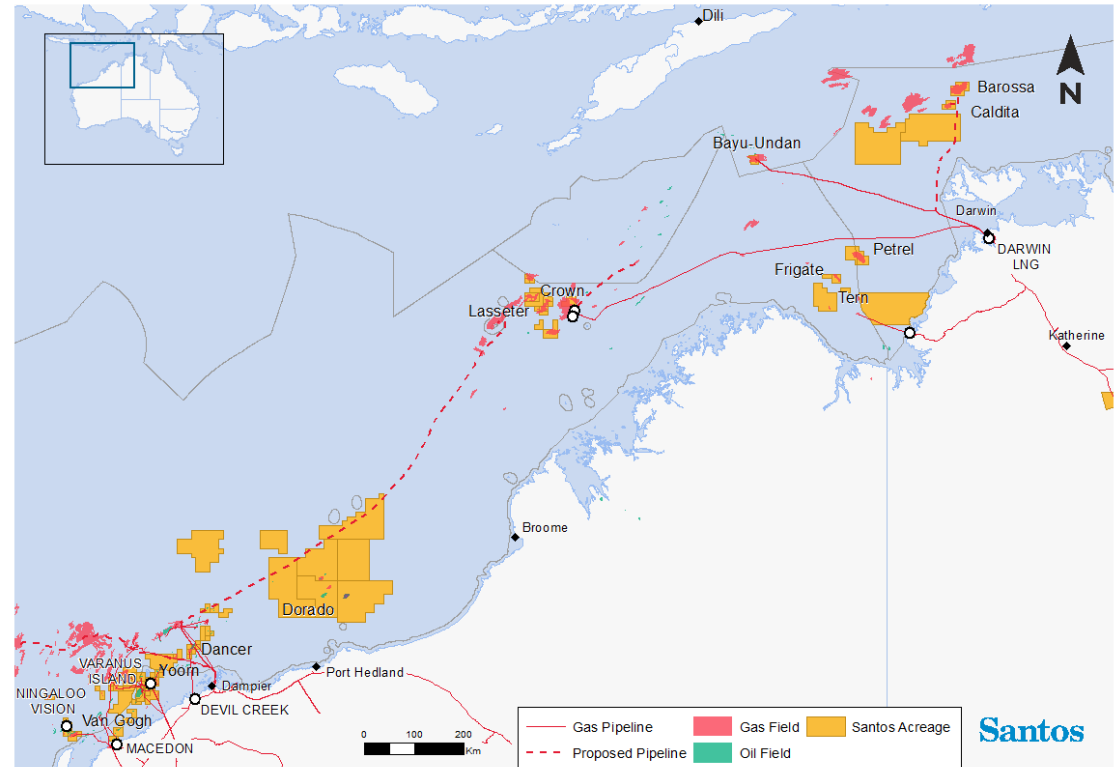 Dili
N
Barossa
Caldita
Bayu-Undan
Darwin
DARWIN
LNG
Petrel
Frigate
Tern
Crown
Lasseter
Katherine
Broome
Dorado
Dancer
VARANUS
ISLAND
Yoorn
Port Hedland
Dampier
NINGALOO
VISION
Van Gogh
DEVIL CREEK
MACEDON
0 100 200
Km
Gas Pipeline
Gas Field
Santos Acreage
Proposed Pipeline
Oil Field
Santos